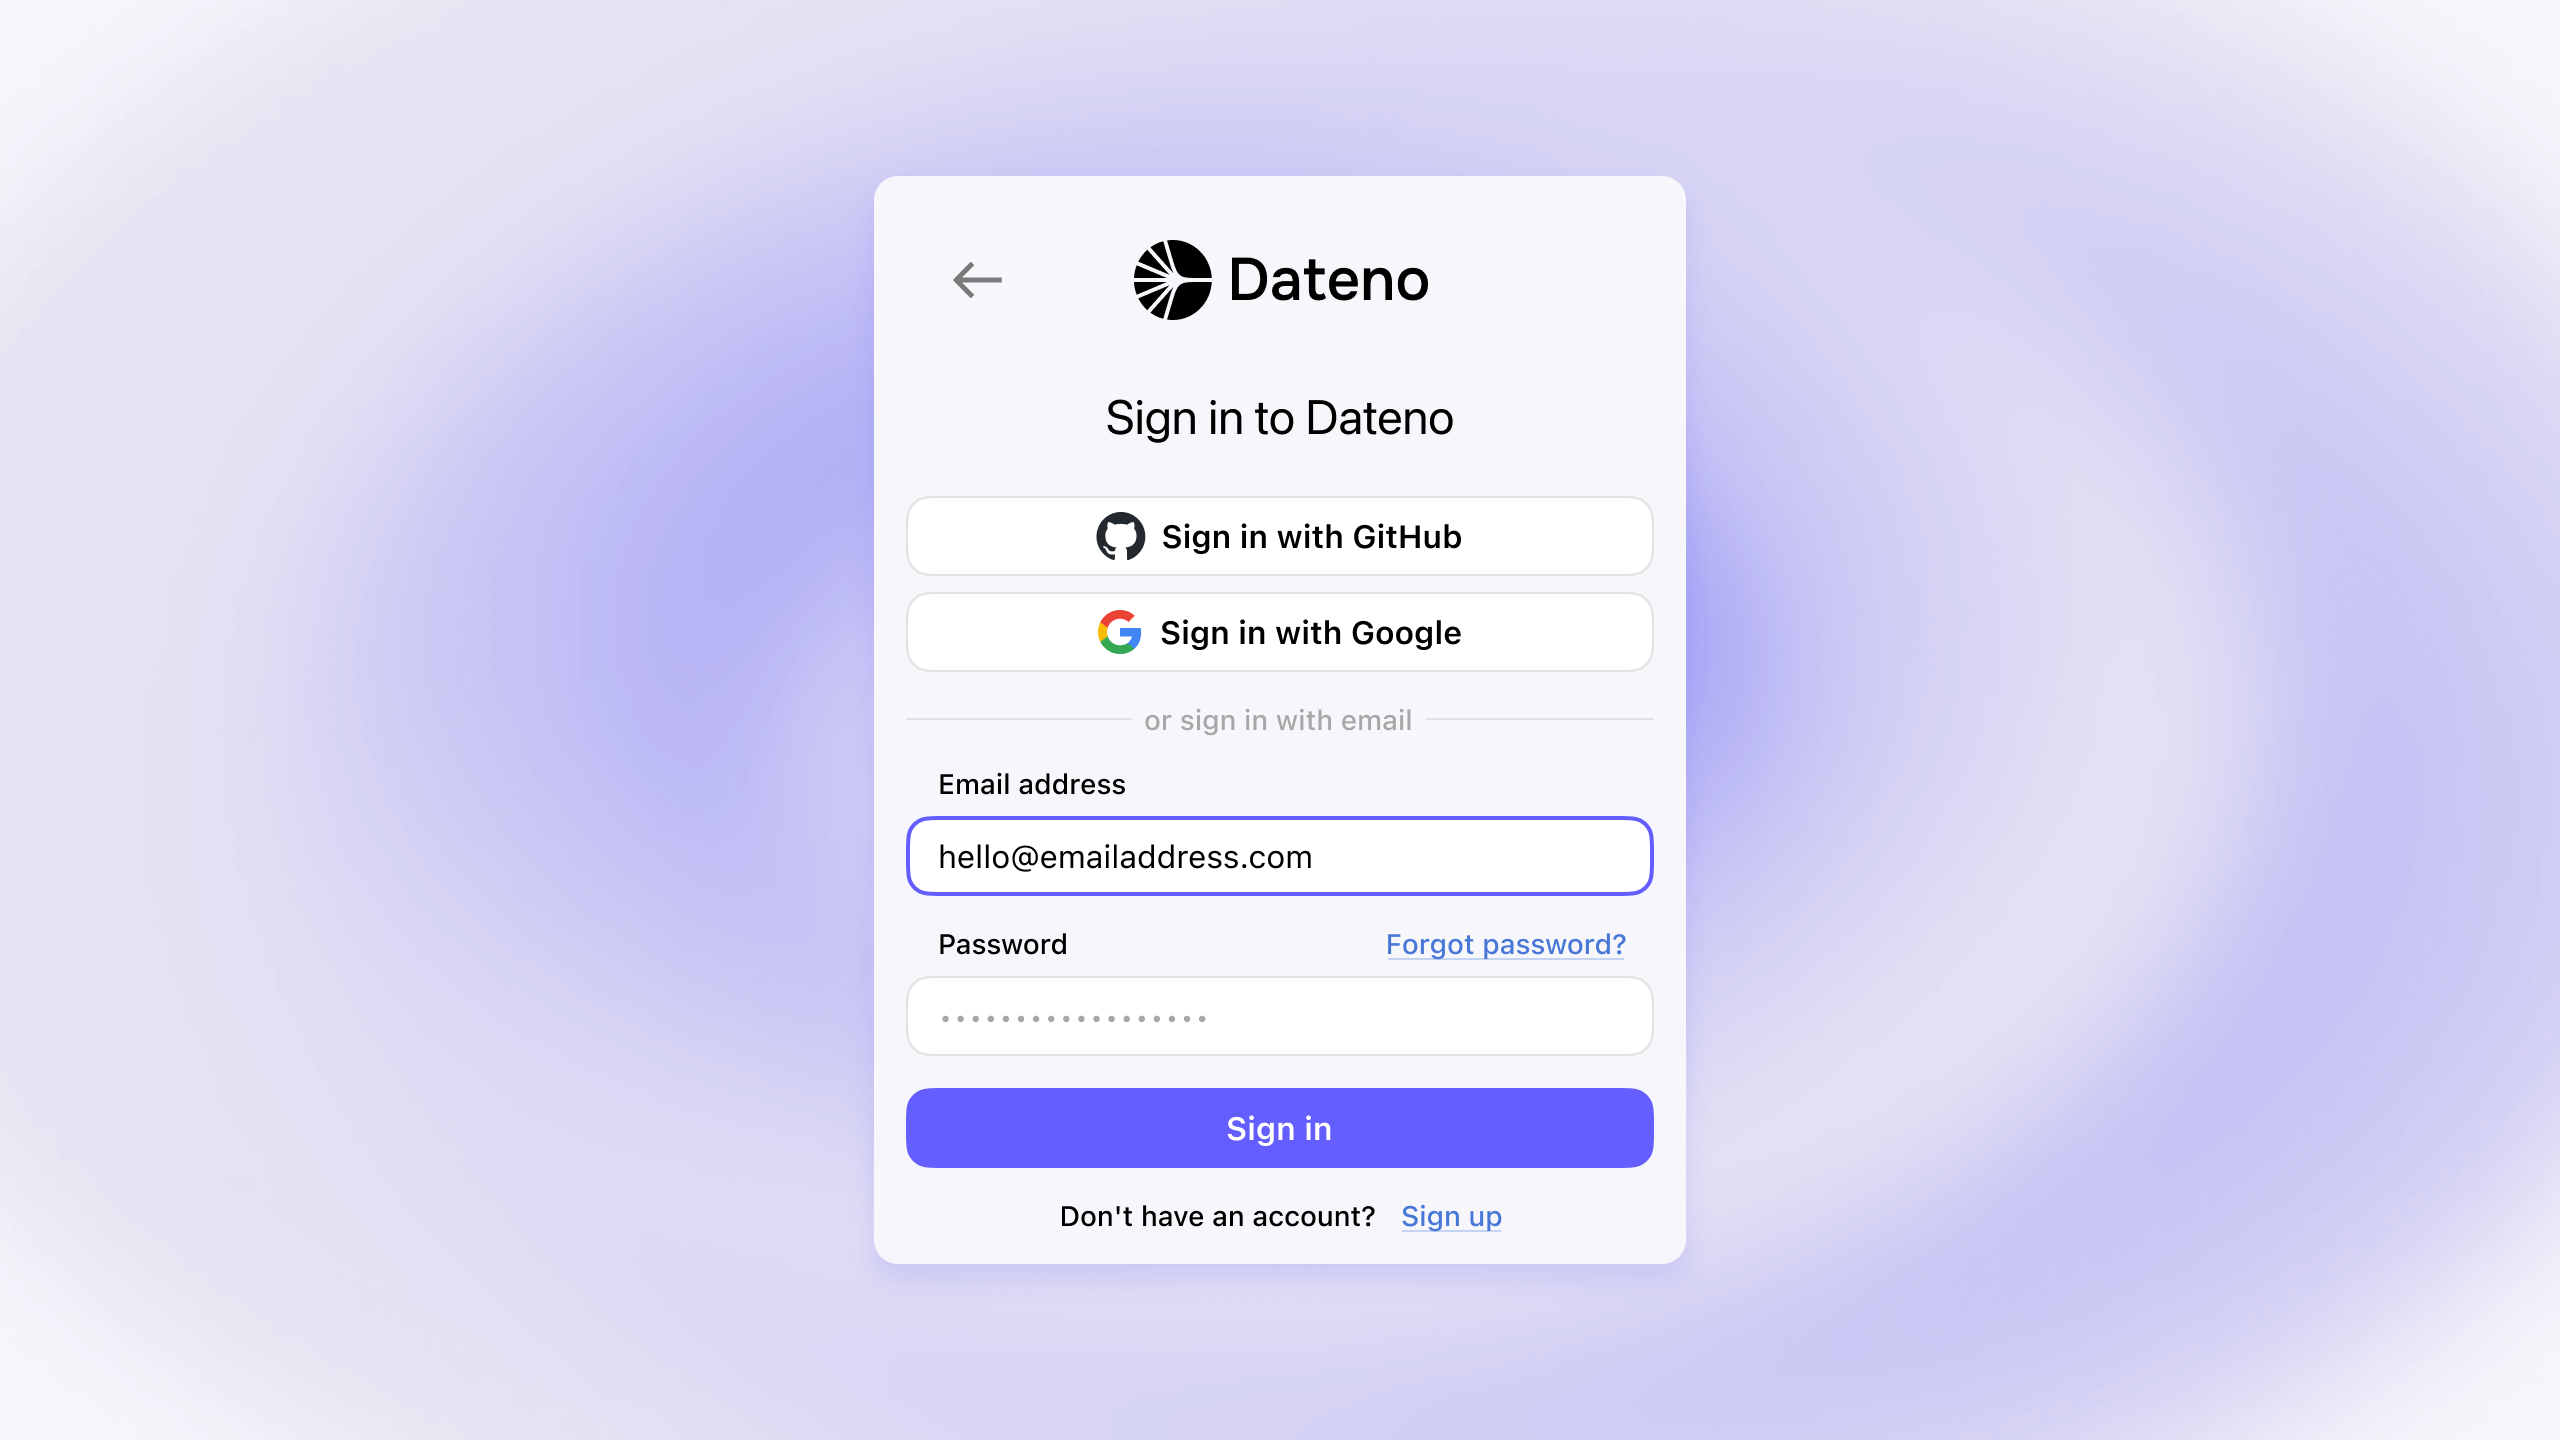 Dateno
Sign in to Dateno
Sign in with GitHub
Sign in with Google
or sign in with email
Email address
hello@emailaddress.com
Password Forgot password?
•••••••••••••••••• 
Sign in
Don't have an account? Sign up